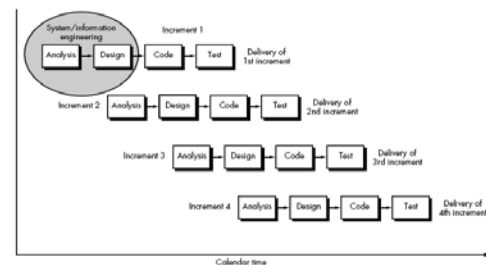 System/information
engineering
Increment 1
Analysis Design Code Test
Delivery of
1st increment
Increment 2
Analysis Design Code Test
Delivery of
2nd increment
Increment 3
Analysis Design Code Test
Delivery of
3rd increment
Increment 4
Analysis Design Code Test
Delivery of
4th increment
Calendar time